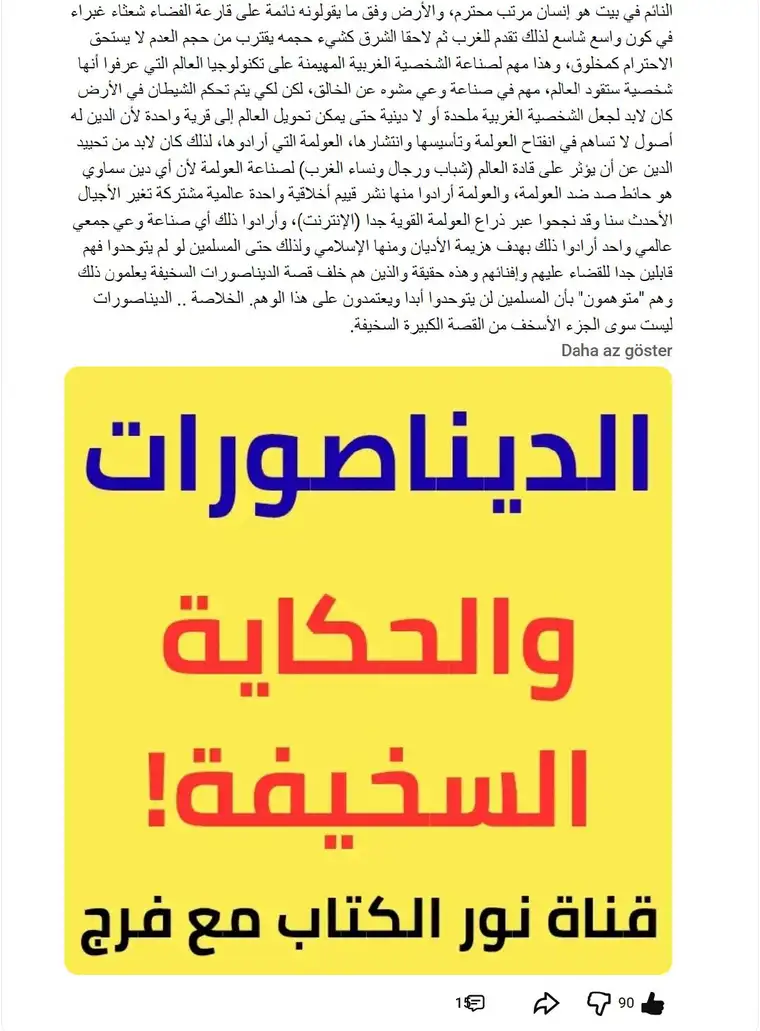 النائم في بيت هو إنسان مرتب محترم، والأرض وفق ما يقولونه نائمة على قارعة الفضاء شعثاء غبراء
في كون واسع شاسع لذلك تقدم للغرب ثم لاحقا الشرق كشيء حجمه يقترب من حجم العدم لا يستحق
الاحترام كمخلوق، وهذا مهم لصناعة الشخصية الغربية المهيمنة على تكنولوجيا العالم التي عرفوا أنها
شخصية ستقود العالم، مهم في صناعة وعي مشوه عن الخالق، لكن لكي يتم تحكم الشيطان في الأرض
كان لابد لجعل الشخصية الغربية ملحدة أو لا دينية حتى يمكن تحويل العالم إلى قرية واحدة لأن الدين له
أصول لا تساهم في انفتاح العولمة وتأسيسها وانتشارها، العولمة التي أرادوها، لذلك كان لابد من تحييد
الدين عن أن يؤثر على قادة العالم (شباب ورجال ونساء الغرب) لصناعة العولمة لأن أي دين سماوي
هو حائط صد ضد العولمة، والعولمة أرادوا منها نشر قييم أخلاقية واحدة عالمية مشتركة تغير الأجيال
الأحدث سنا وقد نجحوا عبر ذراع العولمة القوية جدا (الإنترنت)، وأرادوا ذلك أي صناعة وعي جمعي
عالمي واحد أرادوا ذلك بهدف هزيمة الأديان ومنها الإسلامي ولذلك حتى المسلمين لو لم يتوحدوا فهم
قابلين جدا للقضاء عليهم وإفنائهم وهذه حقيقة والذين هم خلف قصة الديناصورات السخيفة يعلمون ذلك
وهم "متوهمون" بأن المسلمين لن يتوحدوا أبدا ويعتمدون على هذا الوهم. الخلاصة .. الديناصورات
ليست سوى الجزء الأسخف من القصة الكبيرة السخيفة.
Daha az göster
الديناصورات
والحكاية
السخيفة!
قناة نور الكتاب مع فرج
90 15